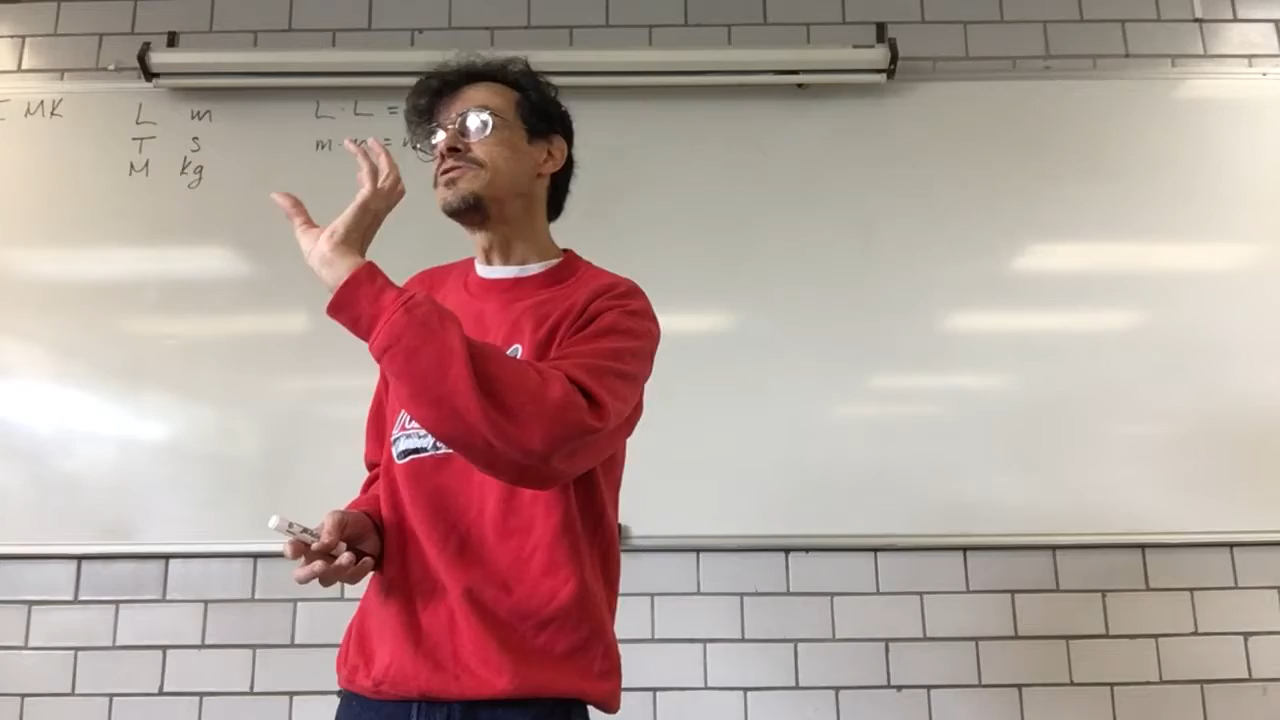 MK
L m
T s
M kg
L · L =
m · m =